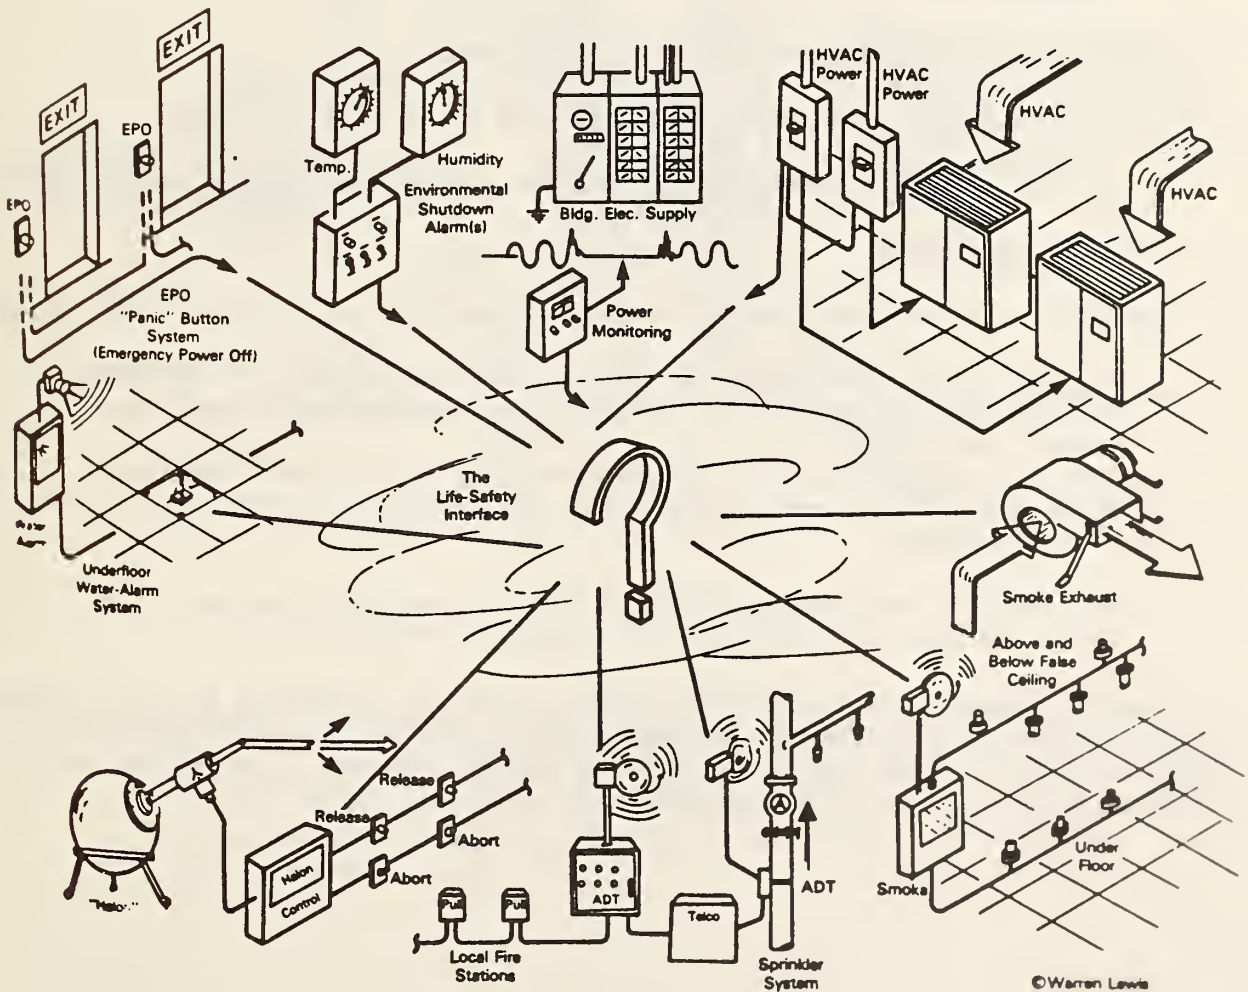 EXIT
EXIT
EPO
EPO
EPO
"Panic" Button
System
(Emergency Power Off)
Temp.
Humidity
Environmental
Shutdown
Alarm(s)
Bldg. Elec. Supply
Power
Monitoring
HVAC
Power
HVAC
Power
HVAC
HVAC
The
Life-Safety
Interface
Water
Alarm
Underfloor
Water-Alarm
System
Smoke Exhaust
Above and
Below False
Ceiling
Under
Floor
Smoke
"Halon"
Halon
Control
Release
Release
Abort
Abort
Pull
Pull
Local Fire
Stations
ADT
Telco
ADT
Sprinkler
System
©Warren Lewis